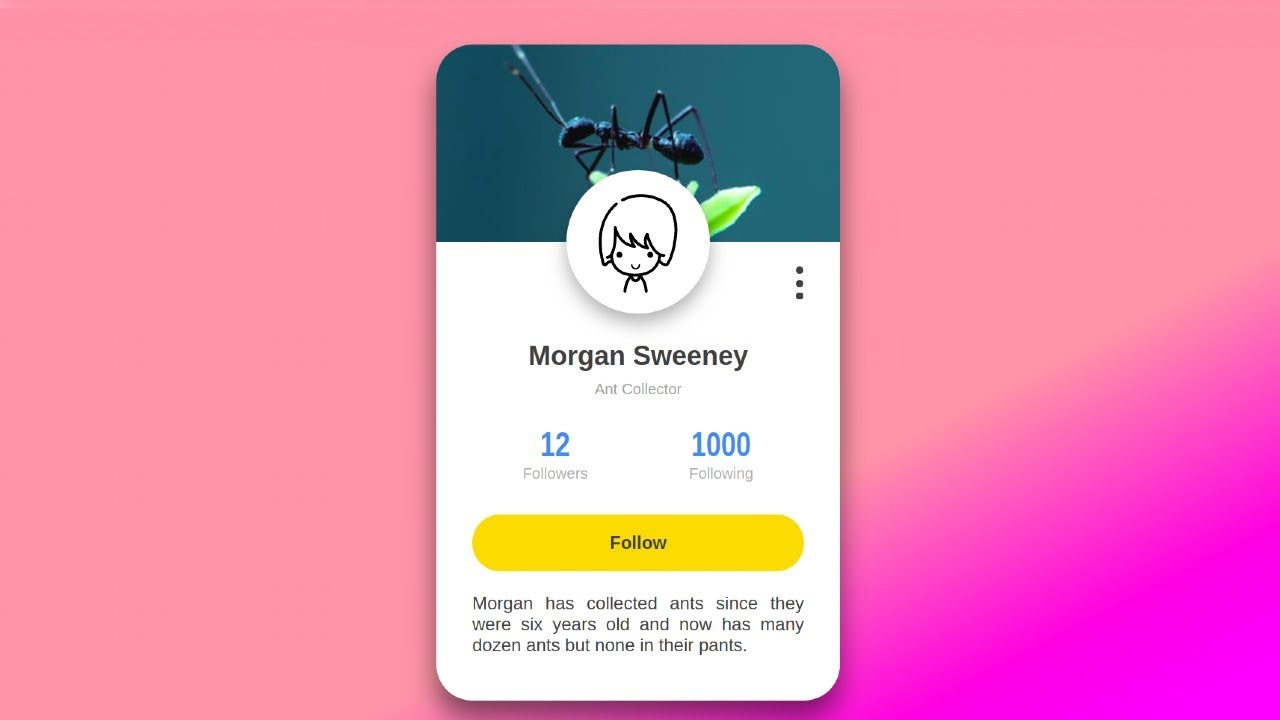 Morgan Sweeney
Ant Collector
12 1000
Followers Following
Follow
Morgan has collected ants since they
were six years old and now has many
dozen ants but none in their pants.